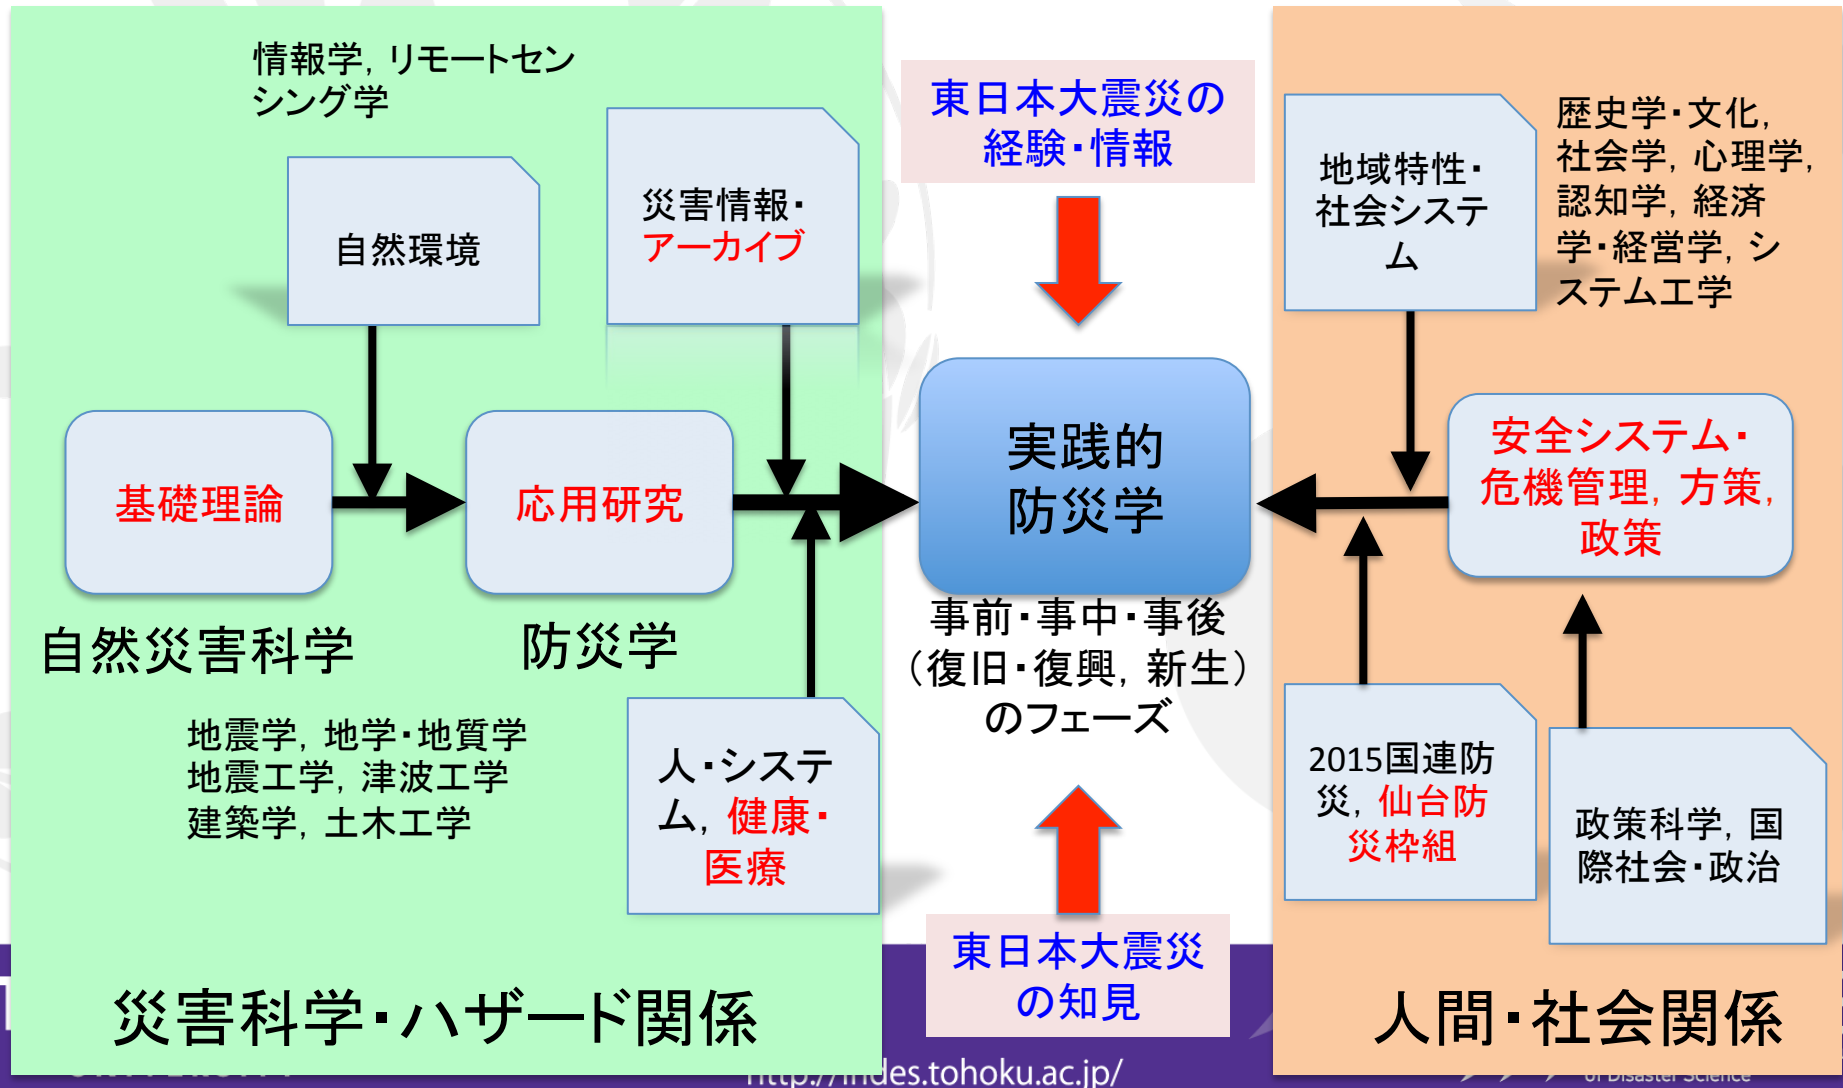 情報学, リモートセン
シング学
自然環境
災害情報・
アーカイブ
基礎理論
応用研究
自然災害科学
防災学
地震学, 地学・地質学
地震工学, 津波工学
建築学, 土木工学
人・システ
ム, 健康・
医療
災害科学・ハザード関係
東日本大震災の
経験・情報
実践的
防災学
事前・事中・事後
（復旧・復興, 新生）
のフェーズ
東日本大震災
の知見
地域特性・
社会システ
ム
歴史学・文化,
社会学, 心理学,
認知学, 経済
学・経営学, シ
ステム工学
安全システム・
危機管理, 方策,
政策
2015国連防
災, 仙台防
災枠組
政策科学, 国
際社会・政治
人間・社会関係
http://irides.tohoku.ac.jp/
of Disaster Science